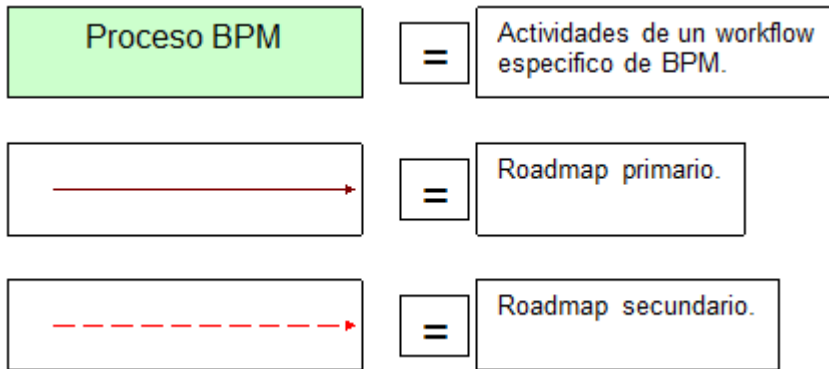 Proceso BPM
=
Actividades de un workflow
especifico de BPM.
=
Roadmap primario.
=
Roadmap secundario.